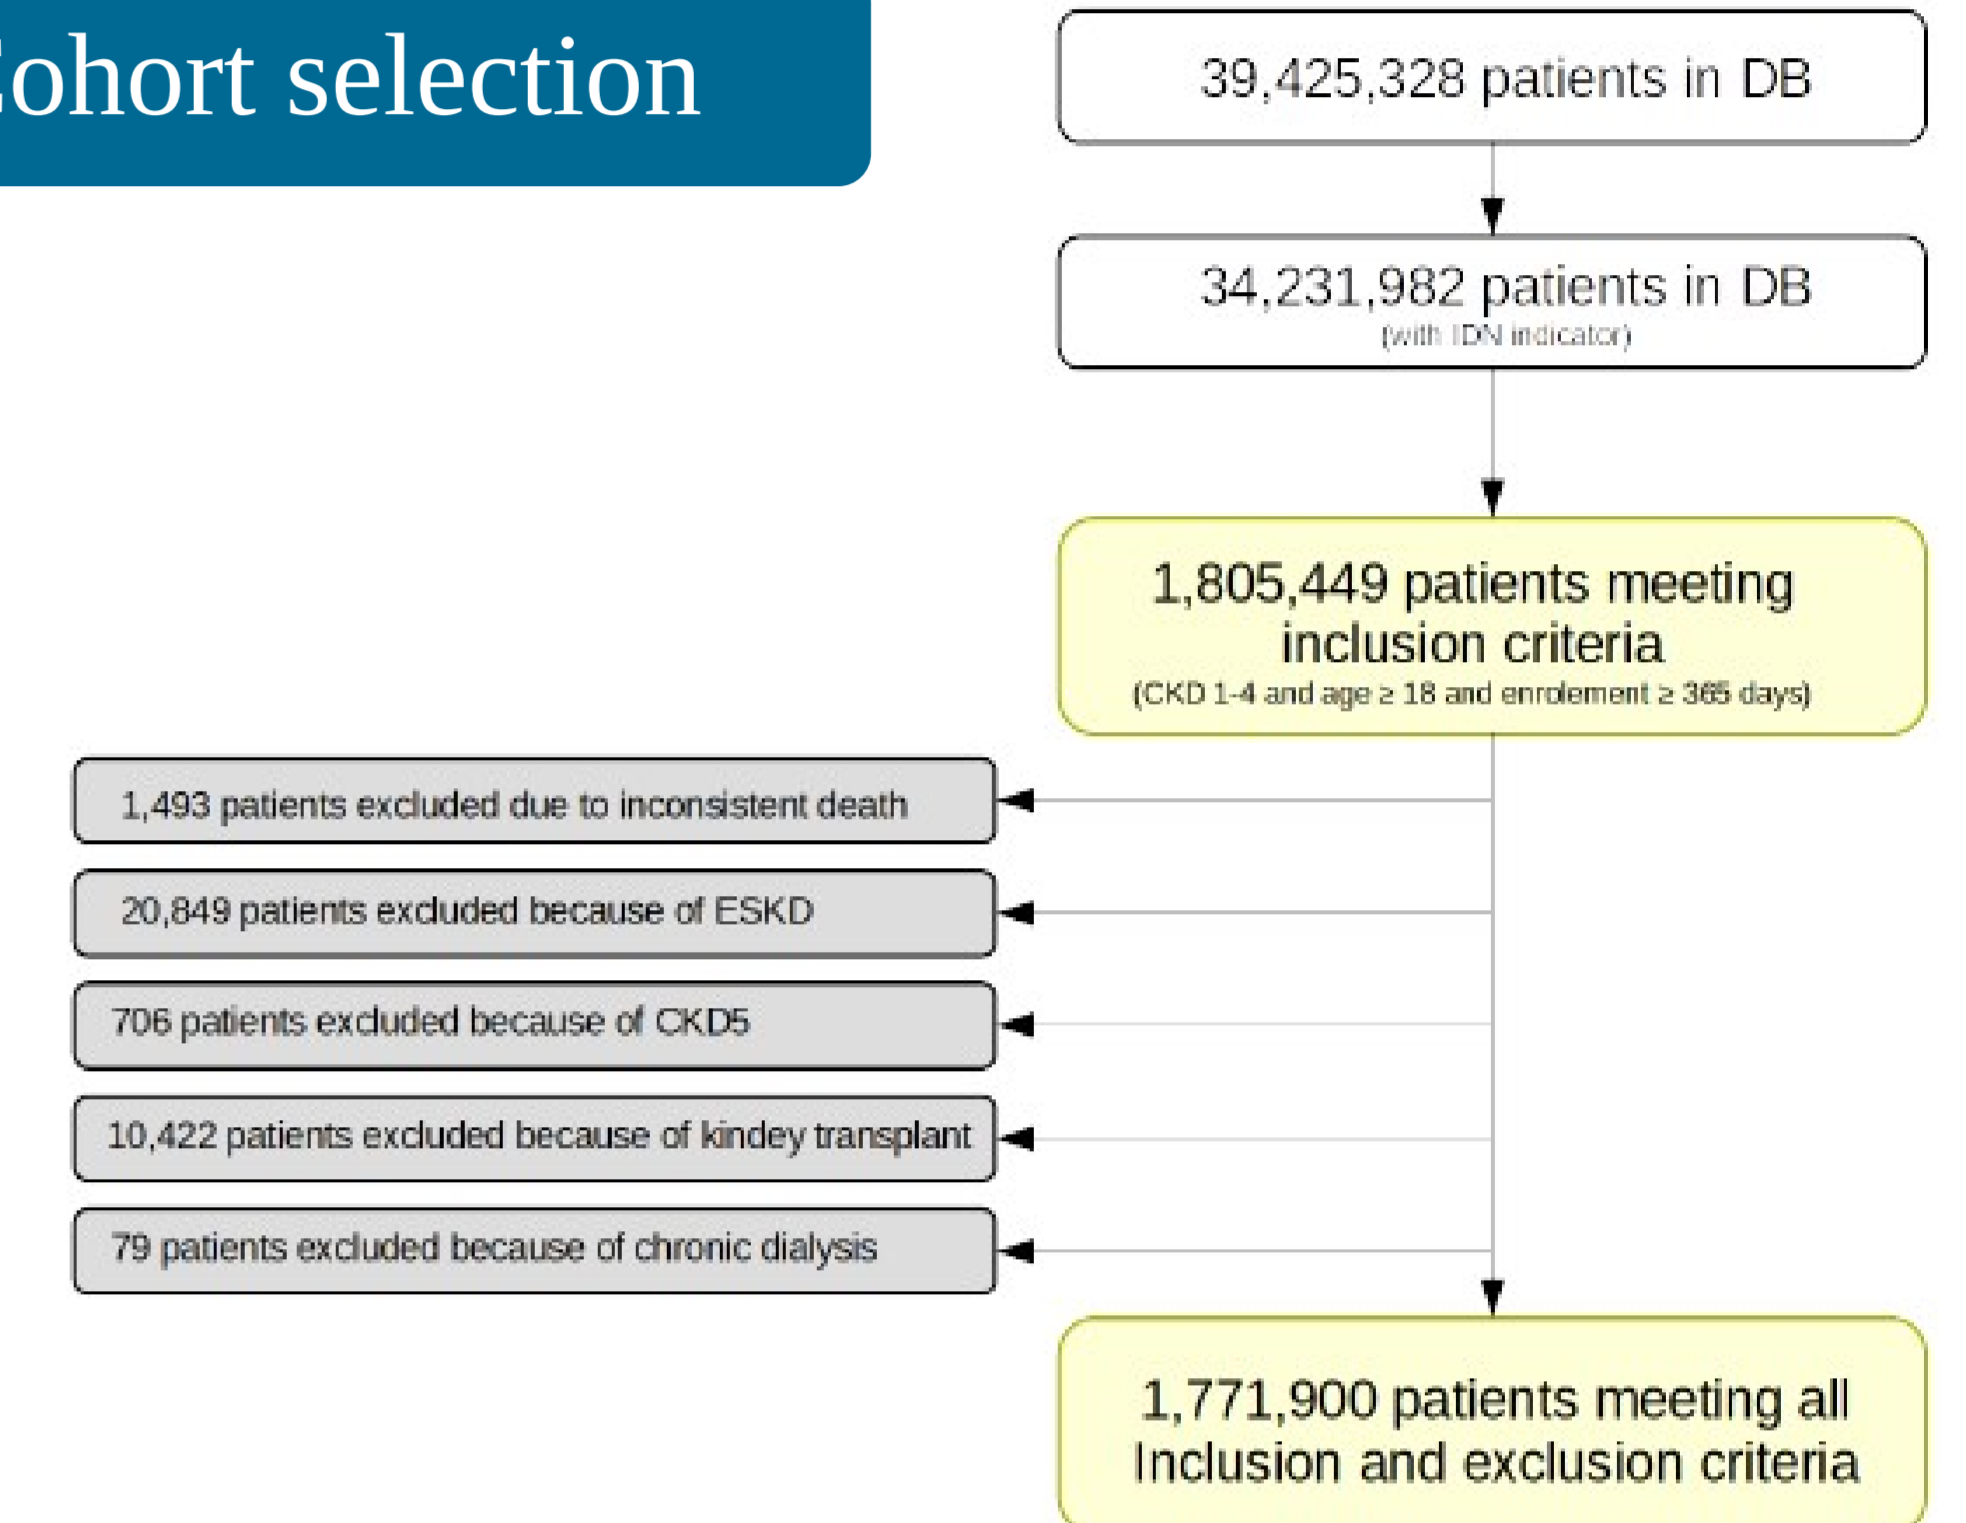 Cohort selection
39,425,328 patients in DB
34,231,982 patients in DB
(with IDN indicator)
1,805,449 patients meeting
inclusion criteria
(CKD 1-4 and age ≥ 18 and enrolement ≥ 365 days)
1,493 patients excluded due to inconsistent death
20,849 patients excluded because of ESKD
706 patients excluded because of CKD5
10,422 patients excluded because of kindey transplant
79 patients excluded because of chronic dialysis
1,771,900 patients meeting all
Inclusion and exclusion criteria